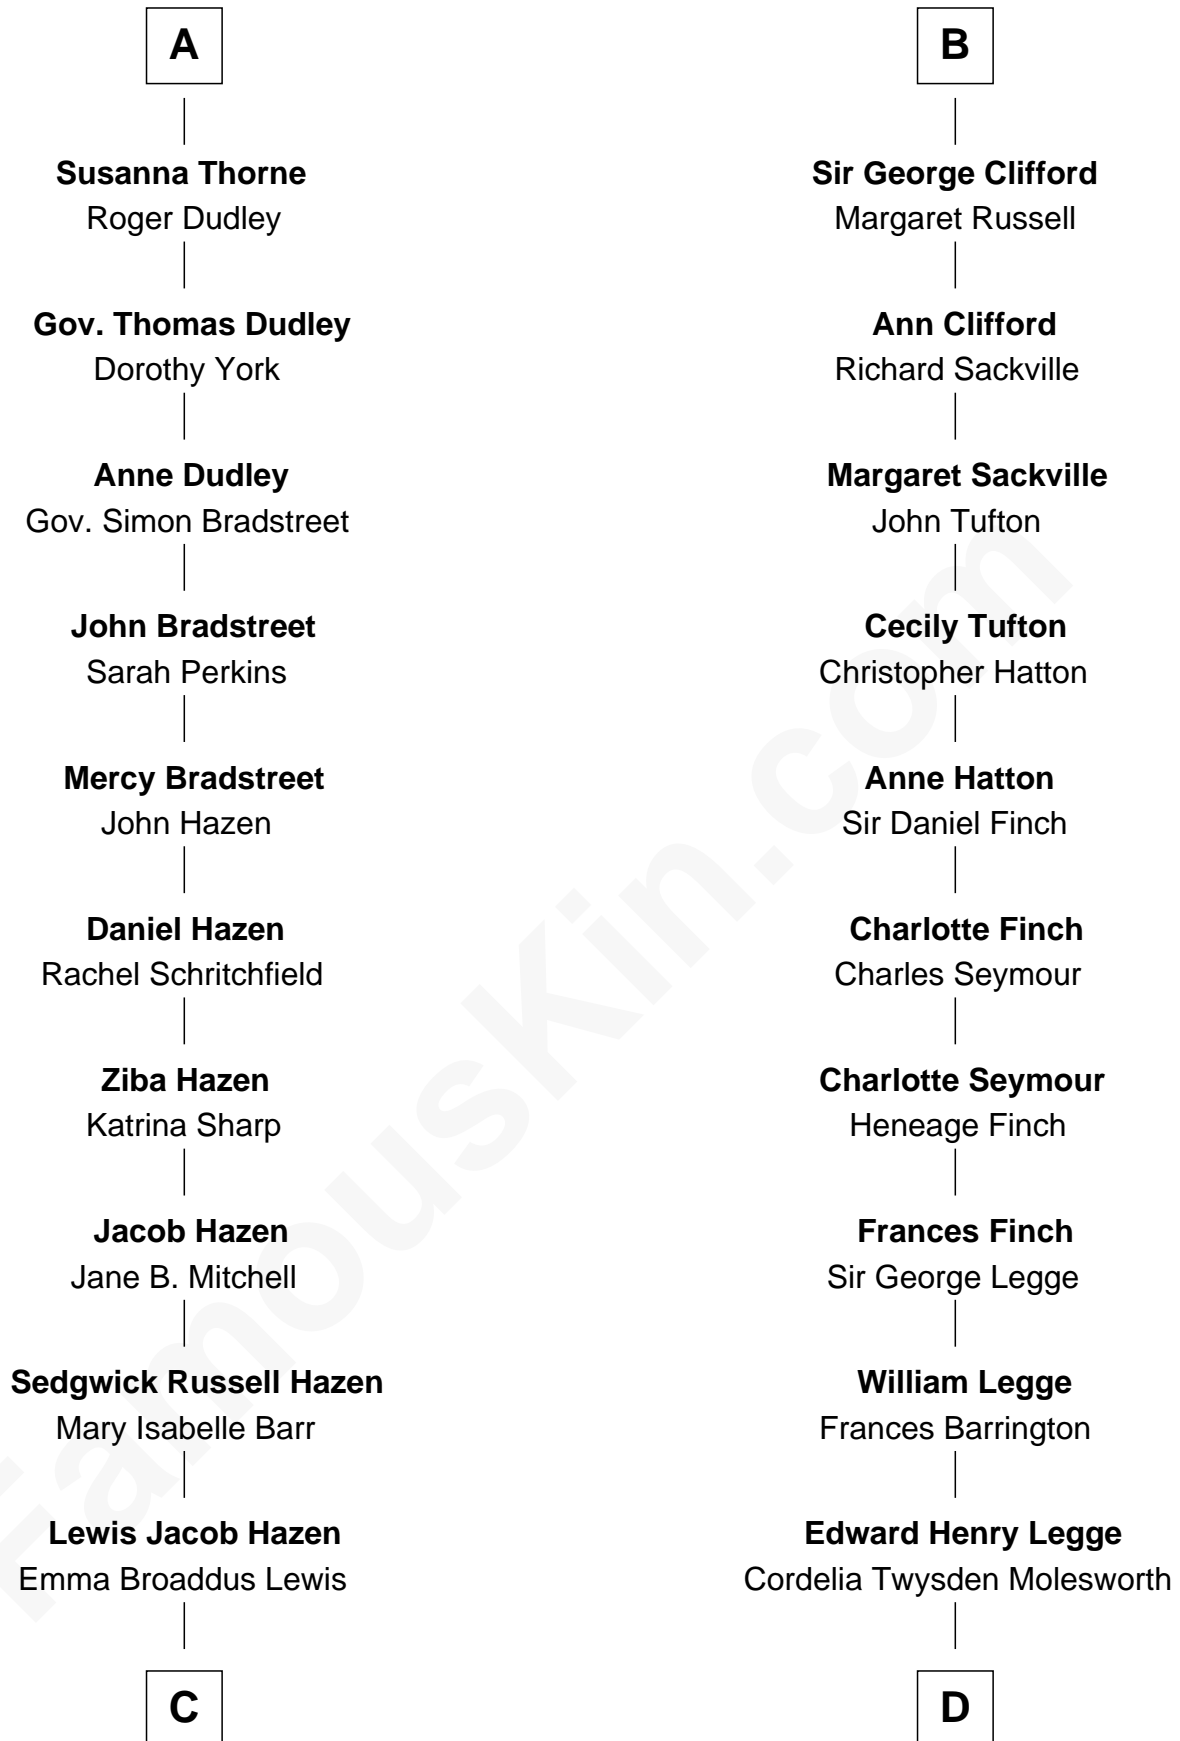 A
Susanna Thorne
Roger Dudley
Gov. Thomas Dudley
Dorothy York
Anne Dudley
Gov. Simon Bradstreet
John Bradstreet
Sarah Perkins
Mercy Bradstreet
John Hazen
Daniel Hazen
Rachel Schritchfield
Ziba Hazen
Katrina Sharp
Jacob Hazen
Jane B. Mitchell
Sedgwick Russell Hazen
Mary Isabelle Barr
Lewis Jacob Hazen
Emma Broaddus Lewis
C
B
Sir George Clifford
Margaret Russell
Ann Clifford
Richard Sackville
Margaret Sackville
John Tufton
Cecily Tufton
Christopher Hatton
Anne Hatton
Sir Daniel Finch
Charlotte Finch
Charles Seymour
Charlotte Seymour
Heneage Finch
Frances Finch
Sir George Legge
William Legge
Frances Barrington
Edward Henry Legge
Cordelia Twysden Molesworth
D
FamousKin.com